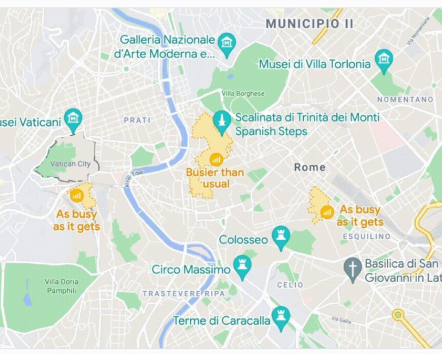 MUNICIPIO II
Galleria Nazionale
d'Arte Moderna e...
Musei di Villa Torlonia
Villa Borghese
NOMENTANO
usei Vaticani
PRATI
Scalinata di Trinità dei Monti
Spanish Steps
Vatican City
Busier than
usual
Rome
As busy
as it gets
As busy
as it gets
ESQUILINO
Colosseo
Basilica di San
Giovanni in Lat
Circo Massimo
Villa Doria
Pamphili
CELIO
TRASTEVERE
RIPA
Terme di Caracalla